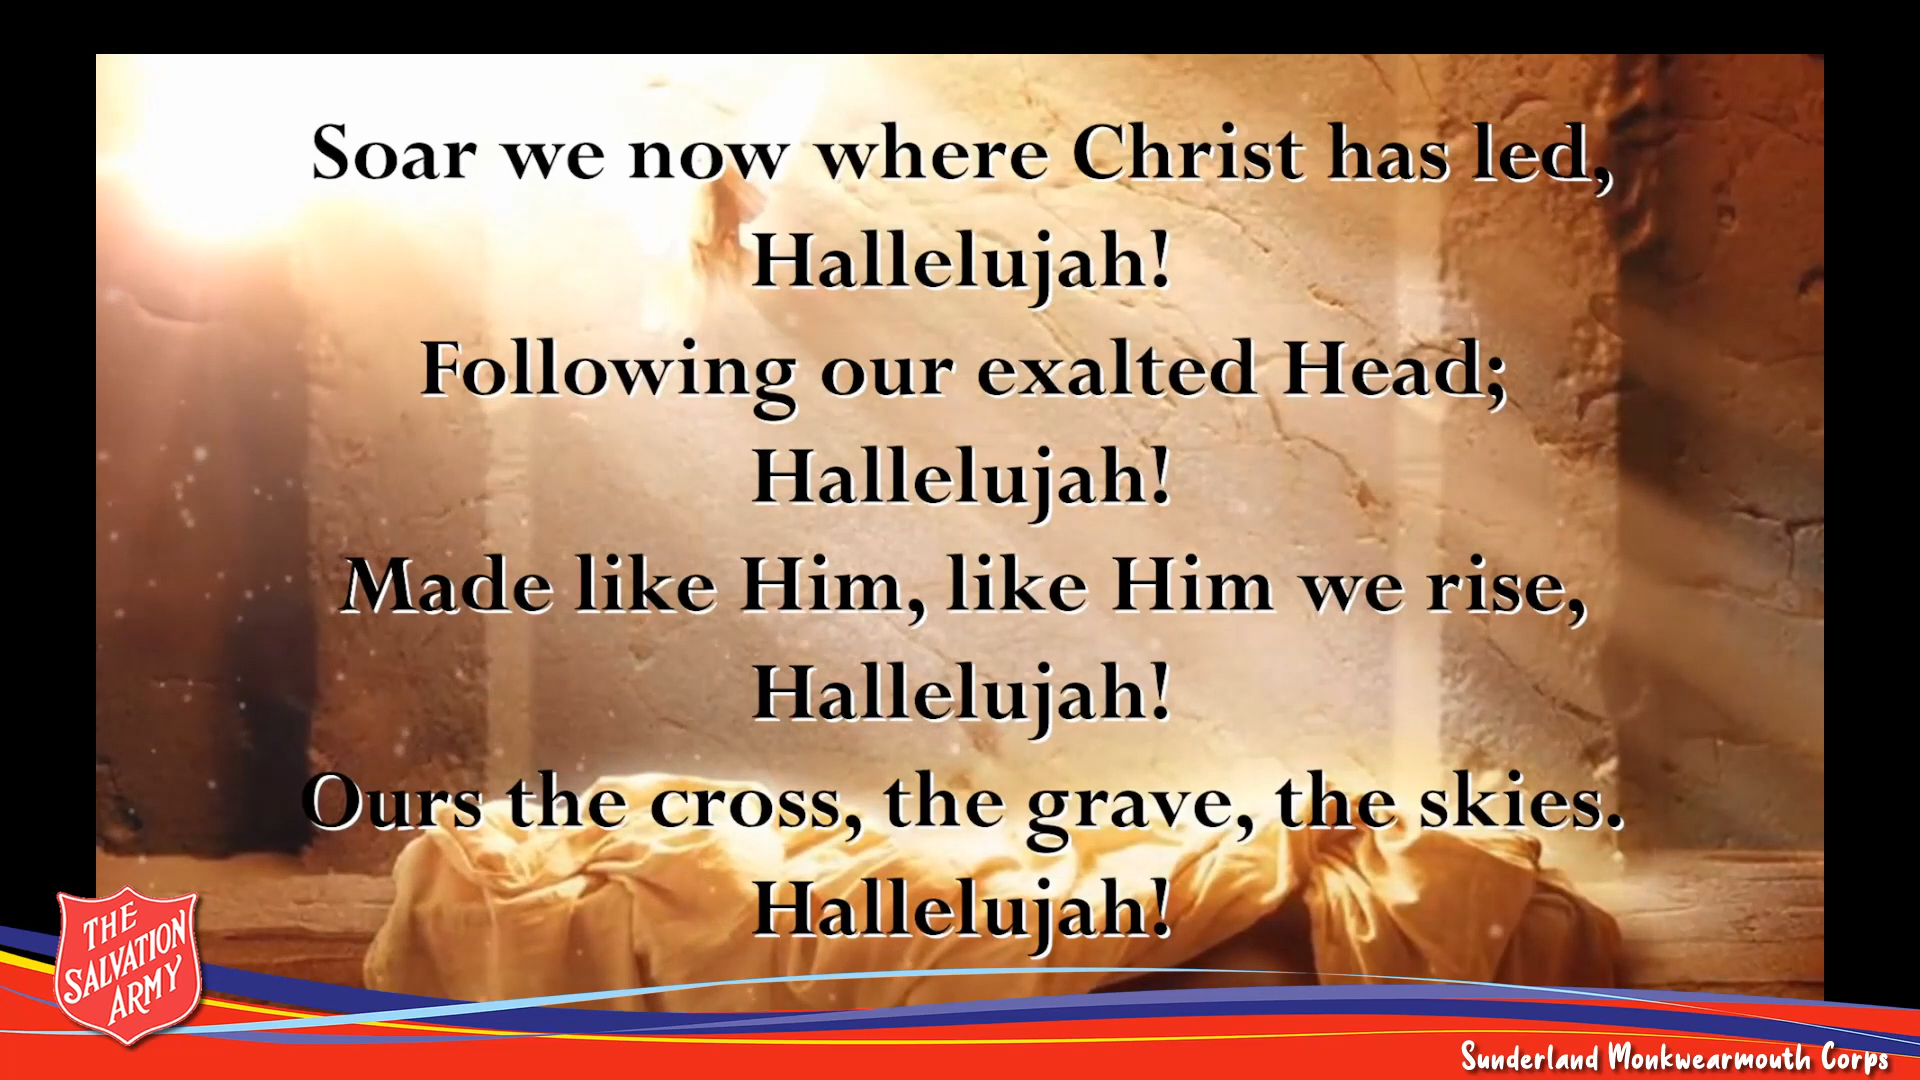 Soar we now where Christ has led,
Hallelujah!
Following our exalted Head;
Hallelujah!
Made like Him, like Him we rise,
Hallelujah!
Ours the cross, the grave, the skies.
Hallelujah!
THE
SALVATION
ARMY
Sunderland Monkwearmouth Corps